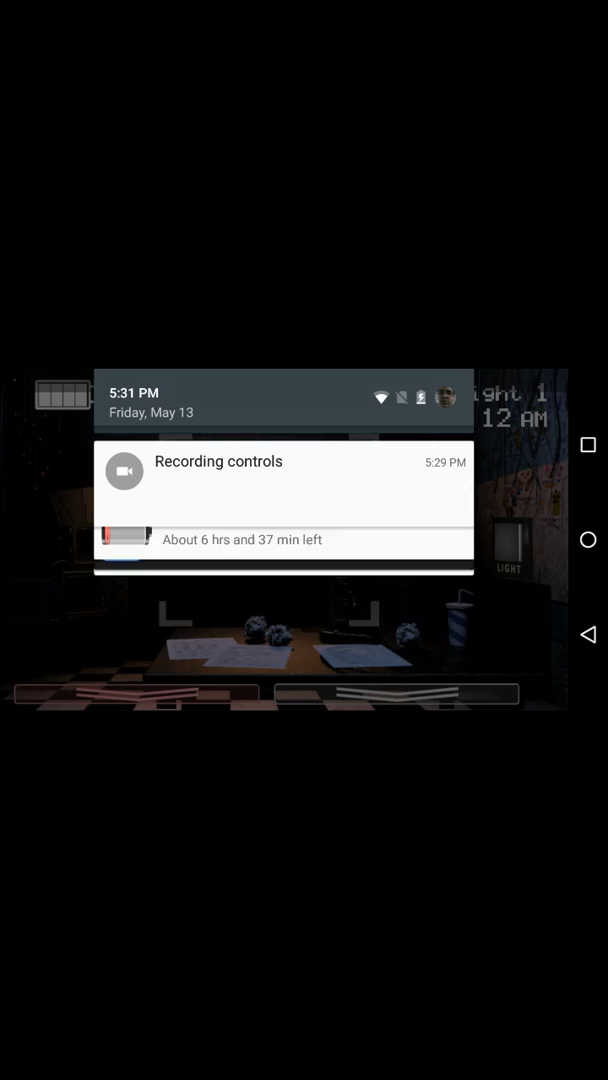 5:31 PM
Friday, May 13
ight 1
12 AM
Recording controls
5:29 PM
About 6 hrs and 37 min left
LIGHT